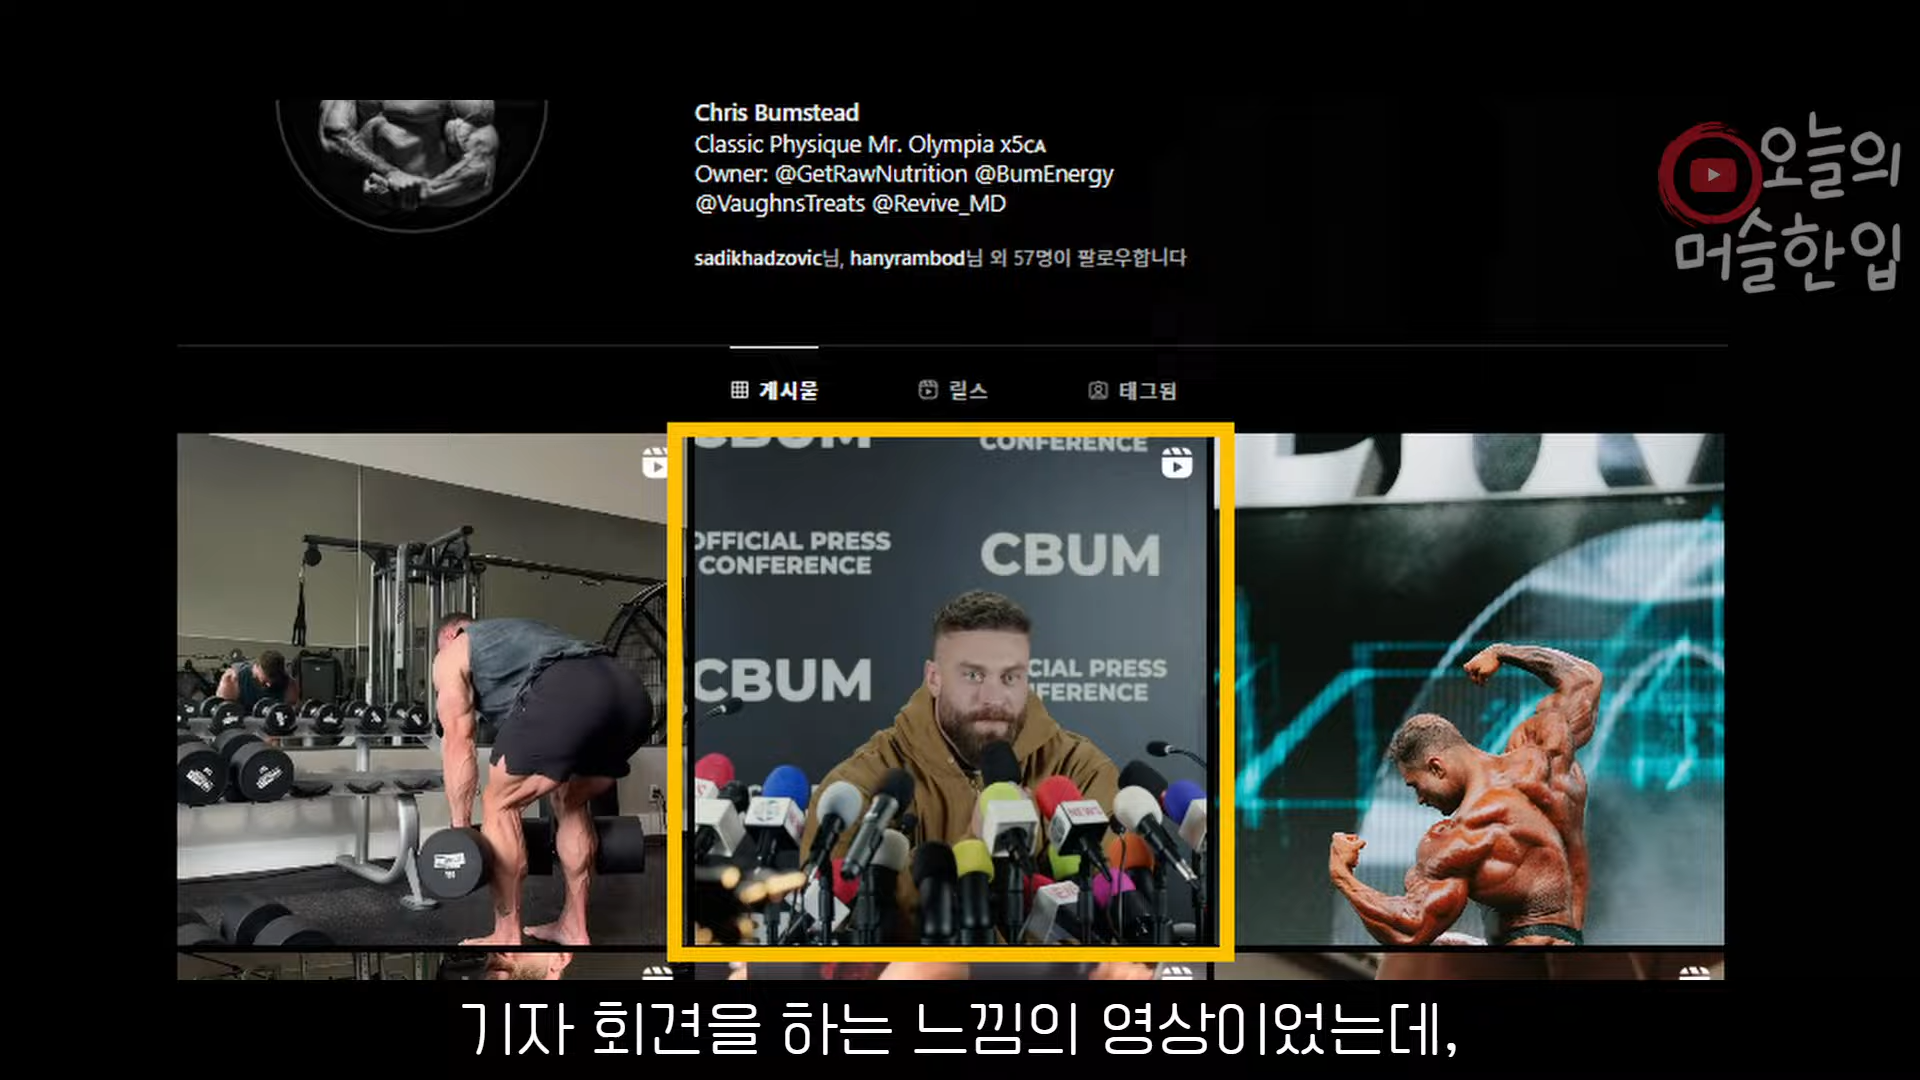 Chris Bumstead
Classic Physique Mr. Olympia x5ᴄᴀ
Owner: @GetRawNutrition @BumEnergy
@VaughnsTreats @Revive_MD
sadikhadzovic님, hanyrambod님 외 57명이 팔로우합니다
오늘의
머슬한입
게시물
릴스
태그됨
CBUM
CONFERENCE
OFFICIAL PRESS
CONFERENCE
CBUM
CBUM
CIAL PRESS
FERENCE
NEWS
기자 회견을 하는 느낌의 영상이었는데,